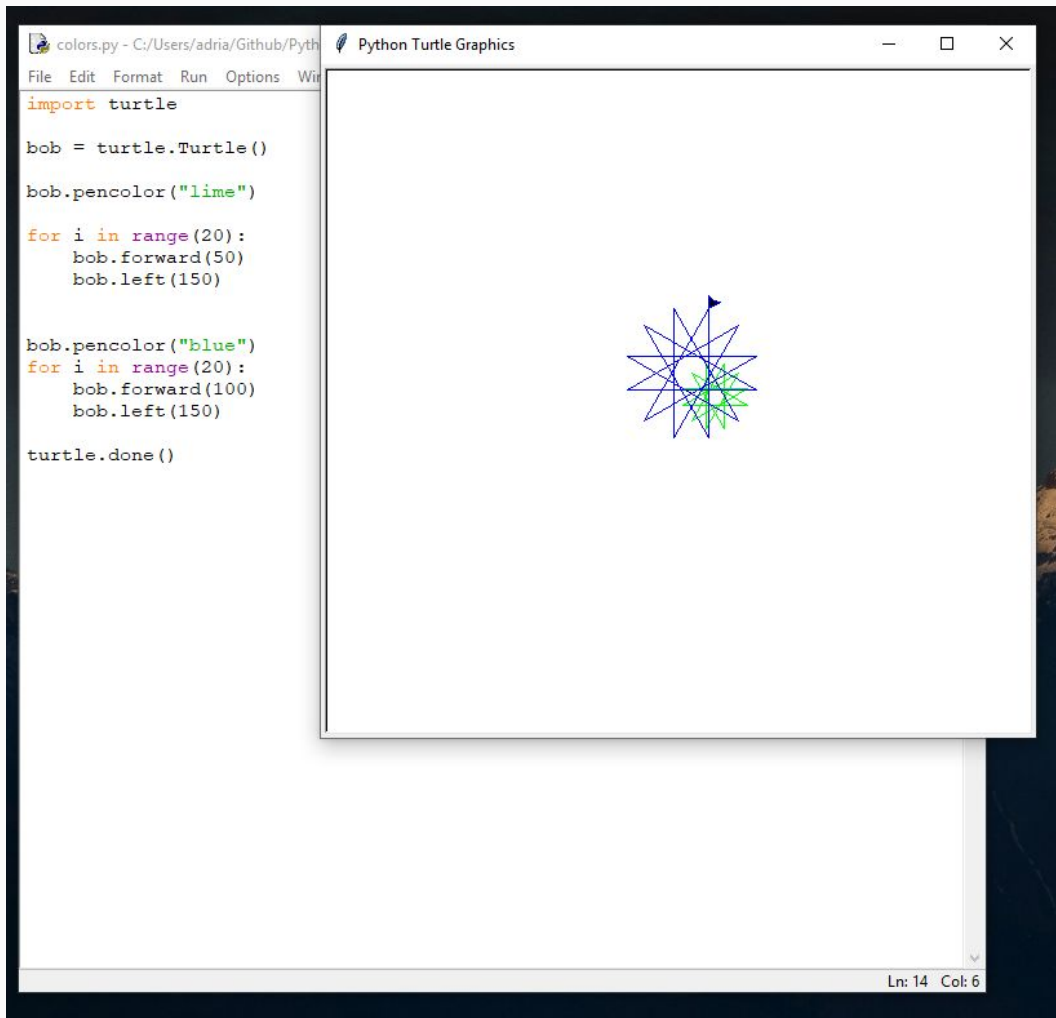 colors.py - C:/Users/adria/Github/Pyth
Python Turtle Graphics
File Edit Format Run Options Wir
import turtle
bob = turtle.Turtle()
bob.pencolor("lime")
for i in range(20):
    bob.forward(50)
    bob.left(150)
bob.pencolor("blue")
for i in range(20):
    bob.forward(100)
    bob.left(150)
turtle.done()
Ln: 14 Col: 6